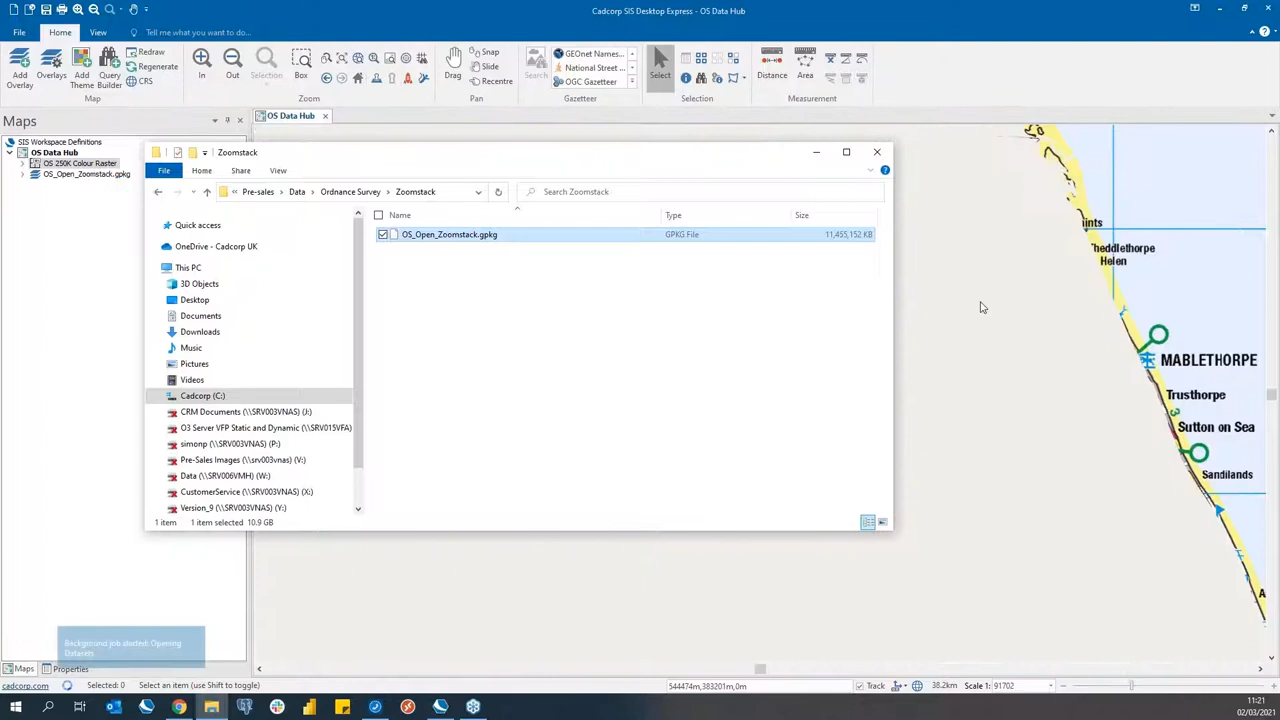 Cadcorp SIS Desktop Express - OS Data Hub
File
Home
View
Tell me what you want to do...
Add Overlay
Overlays
Add Theme
Query Builder
Redraw
Regenerate
CRS
Map
In
Out
Selection
Box
Zoom
Drag
Snap
Slide
Recentre
Pan
Search
GEOnet Names...
National Street ...
OGC Gazetteer
Gazetteer
Select
Selection
Distance
Area
Measurement
Maps
OS Data Hub
SIS Workspace Definitions
OS Data Hub
OS 250K Colour Raster
OS_Open_Zoomstack.gpkg
Zoomstack
File
Home
Share
View
Pre-sales
Data
Ordnance Survey
Zoomstack
Search Zoomstack
Name
Type
Size
OS_Open_Zoomstack.gpkg
GPKG File
11,455,152 KB
Quick access
OneDrive - Cadcorp UK
This PC
3D Objects
Desktop
Documents
Downloads
Music
Pictures
Videos
Cadcorp (C:)
CRM Documents (\\SRV003VNAS) (J:)
O3 Server VFP Static and Dynamic (\\SRV015VFA)
simonp (\\SRV003VNAS) (P:)
Pre-Sales Images (\\srv003vnas) (V:)
Data (\\SRV006VMH) (W:)
CustomerService (\\SRV003VNAS) (X:)
Version_9 (\\SRV003VNAS) (Y:)
1 item
1 item selected
10.9 GB
ints
heddlethorpe
Helen
MABLETHORPE
Trusthorpe
Sutton on Sea
Sandilands
A
Background job started: Opening
Datasets
Maps
Properties
cadcorp.com
Selected: 0
Select an item (use Shift to toggle)
544474m,383201m,0m
Track
38.2km
Scale 1:
91702
11:21
02/03/2021